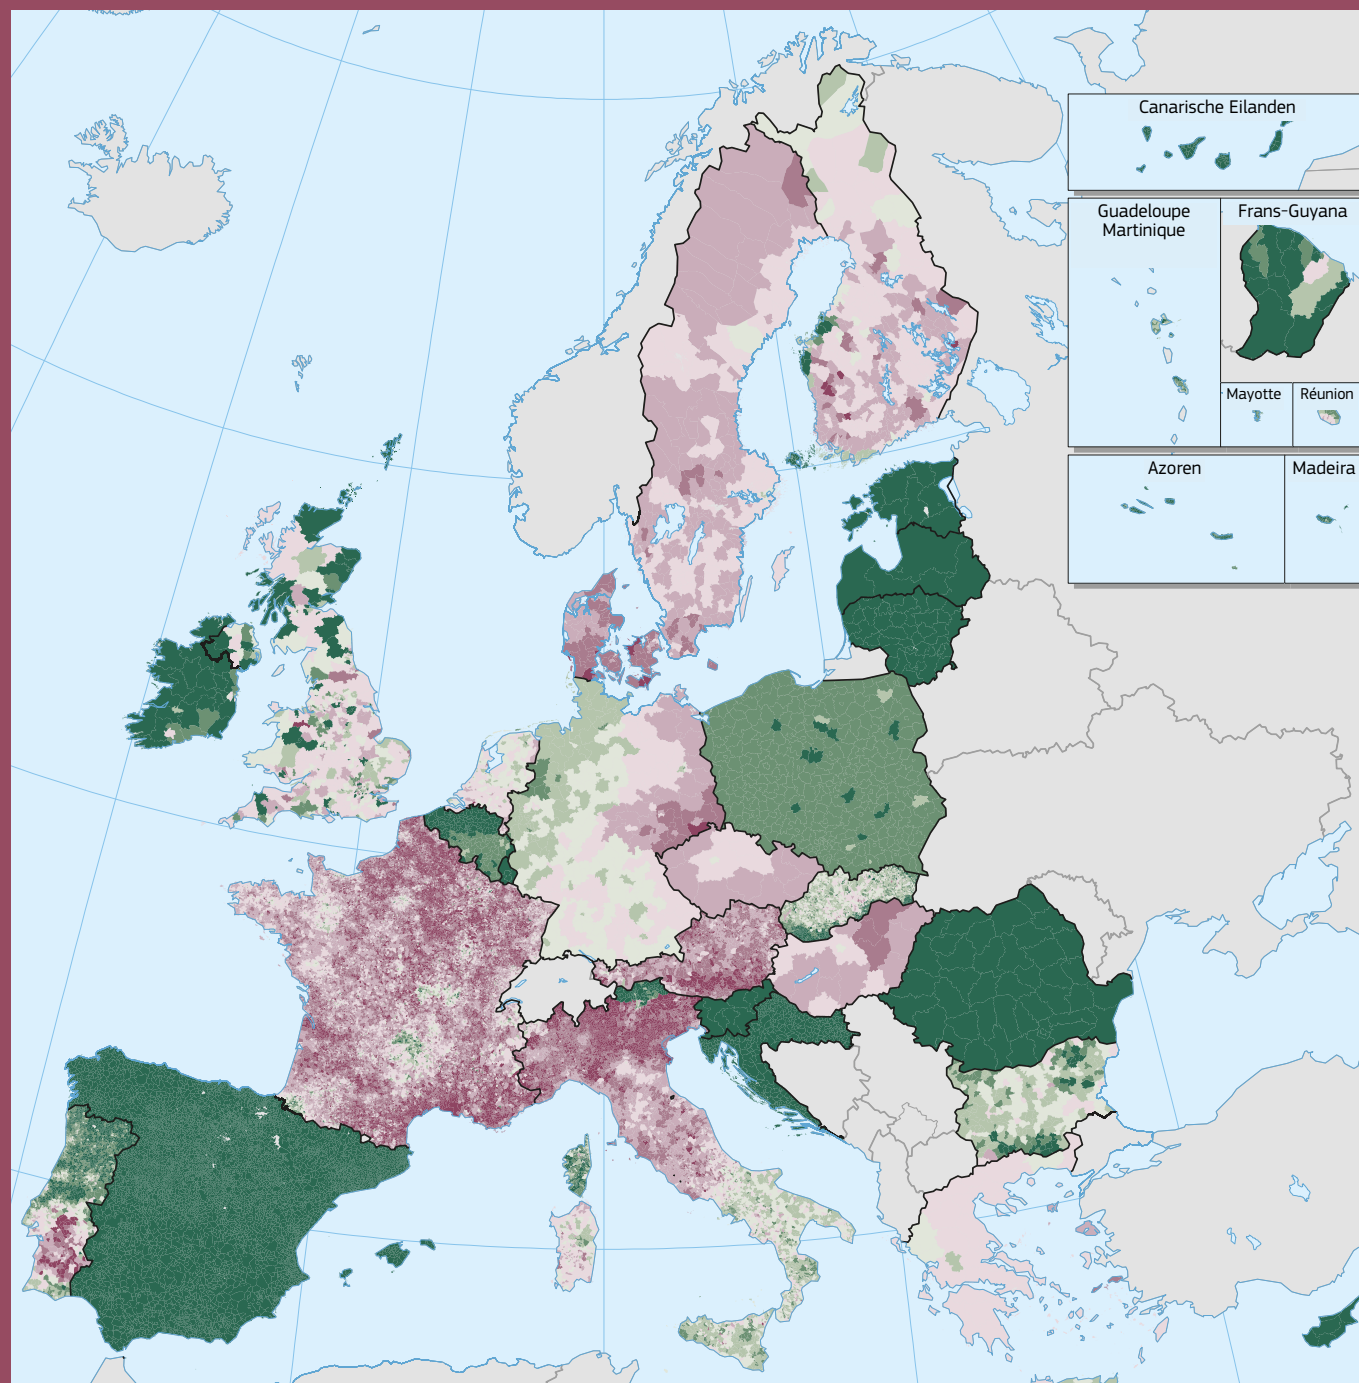 Canarische Eilanden
Guadeloupe
Martinique
Frans-Guyana
Mayotte
Réunion
Azoren
Madeira